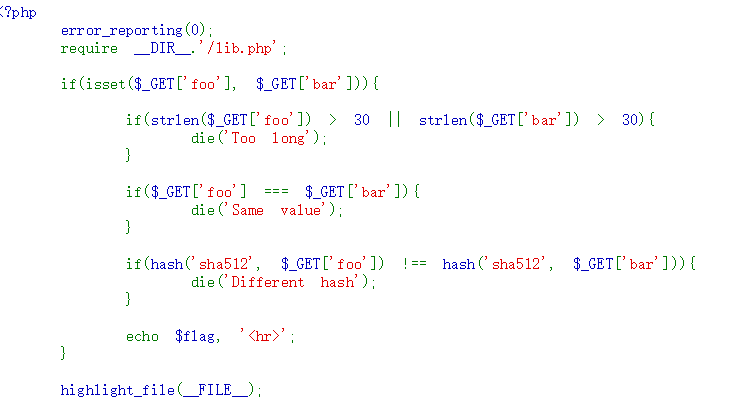 <?php
error_reporting(0);
require __DIR__.'/lib.php';
if(isset($_GET['foo'], $_GET['bar'])){
if(strlen($_GET['foo']) > 30 || strlen($_GET['bar']) > 30){
die('Too long');
}
if($_GET['foo'] === $_GET['bar']){
die('Same value');
}
if(hash('sha512', $_GET['foo']) !== hash('sha512', $_GET['bar'])){
die('Different hash');
}
echo $flag, '<hr>';
}
highlight_file(__FILE__);